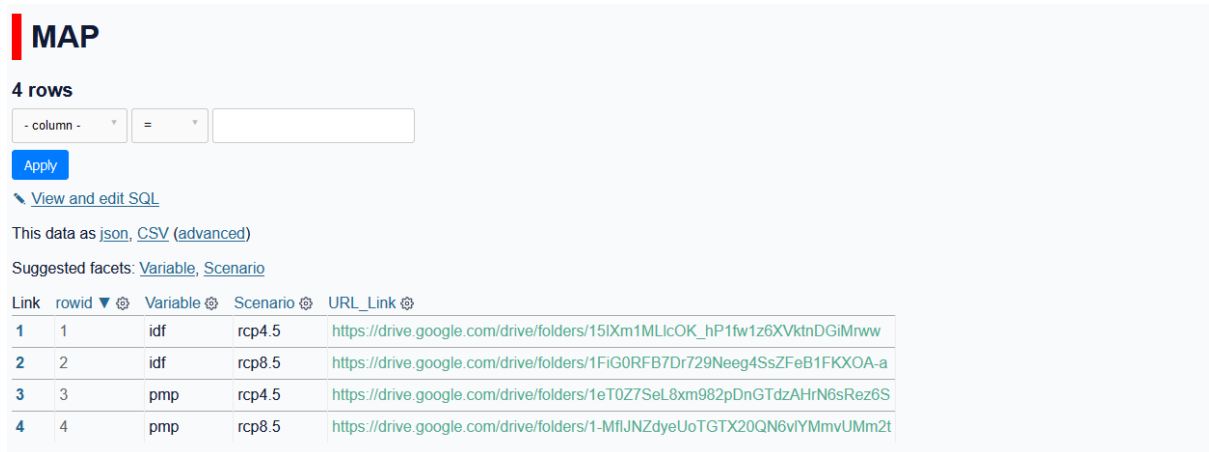 MAP
4 rows
- column - =
Apply
View and edit SQL
This data as json, CSV (advanced)
Suggested facets: Variable, Scenario
Link rowid ▼ Variable Scenario URL_Link
1 1 idf rcp4.5 https://drive.google.com/drive/folders/15lXm1MLlcOK_hP1fw1z6XVktnDGiMrww
2 2 idf rcp8.5 https://drive.google.com/drive/folders/1FiG0RFB7Dr729Neeg4SsZFeB1FKXOA-a
3 3 pmp rcp4.5 https://drive.google.com/drive/folders/1eT0Z7SeL8xm982pDnGTdzAHrN6sRez6S
4 4 pmp rcp8.5 https://drive.google.com/drive/folders/1-MflJNZdyeUoTGTX20QN6vlYMmvUMm2t